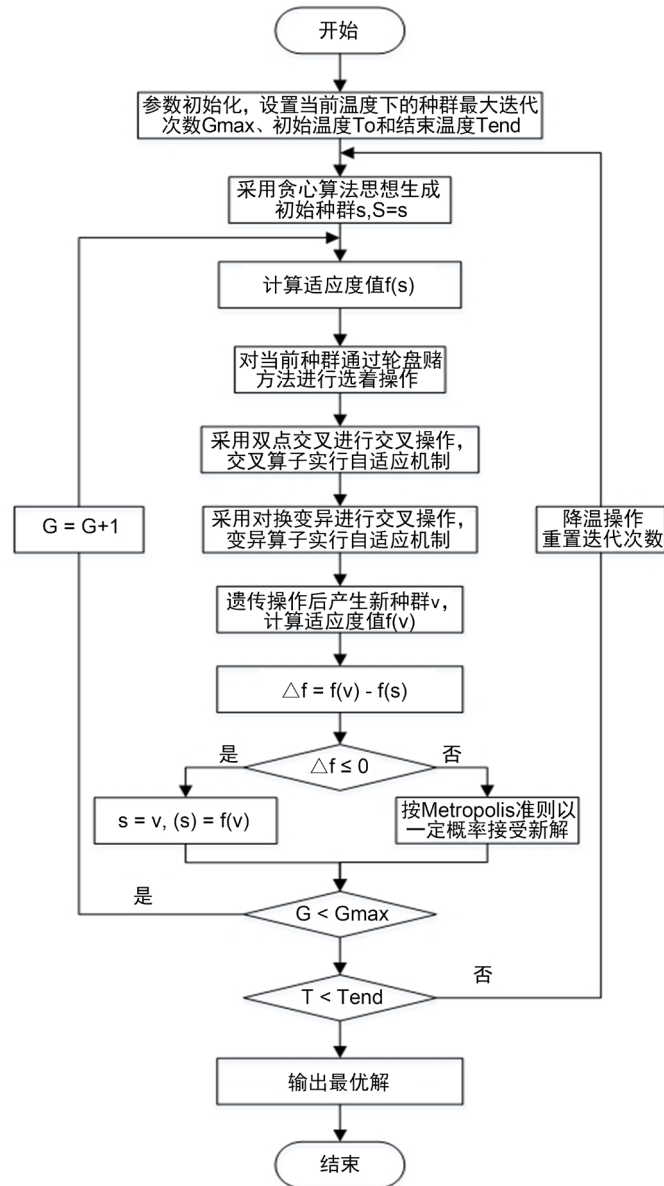 开始
参数初始化，设置当前温度下的种群最大迭代
次数Gmax、初始温度To和结束温度Tend
采用贪心算法思想生成
初始种群s,S=s
计算适应度值f(s)
对当前种群通过轮盘赌
方法进行选着操作
采用双点交叉进行交叉操作，
交叉算子实行自适应机制
G = G+1
采用对换变异进行交叉操作，
变异算子实行自适应机制
降温操作
重置迭代次数
遗传操作后产生新种群v，
计算适应度值f(v)
△f = f(v) - f(s)
是
△f ≤ 0
否
s = v, (s) = f(v)
按Metropolis准则以
一定概率接受新解
是
G < Gmax
否
T < Tend
输出最优解
结束